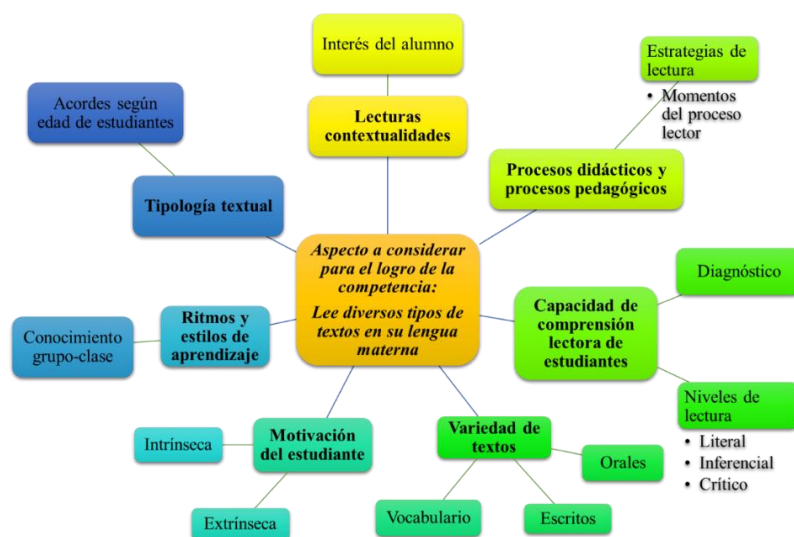 Interés del alumno
Lecturas
contextualidades
Estrategias de
lectura
• Momentos
del proceso
lector
Procesos didácticos y
procesos pedagógicos
Acordes según
edad de estudiantes
Tipología textual
Aspecto a considerar
para el logro de la
competencia:
Lee diversos tipos de
textos en su lengua
materna
Diagnóstico
Capacidad de
comprensión
lectora de
estudiantes
Niveles de
lectura
• Literal
• Inferencial
• Crítico
Conocimiento
grupo-clase
Ritmos y
estilos de
aprendizaje
Intrínseca
Motivación
del estudiante
Extrínseca
Variedad de
textos
Orales
Vocabulario
Escritos